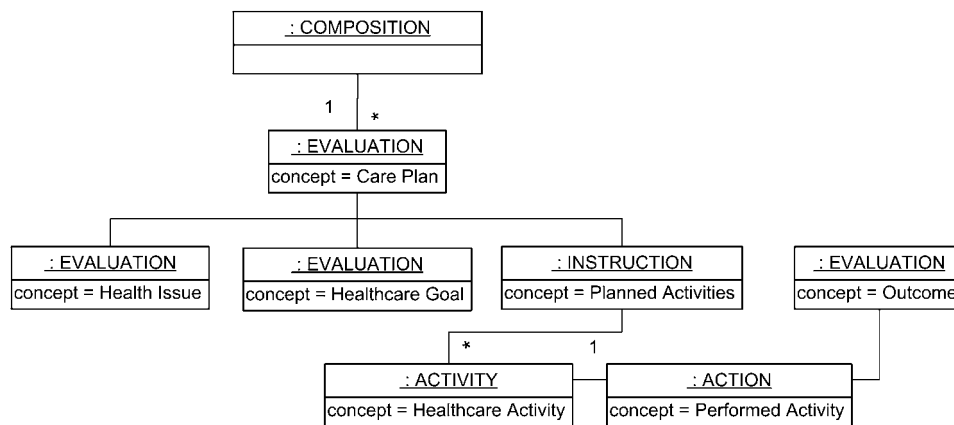 : COMPOSITION
1
*
: EVALUATION
concept = Care Plan
: EVALUATION
concept = Health Issue
: EVALUATION
concept = Healthcare Goal
: INSTRUCTION
concept = Planned Activities
: EVALUATION
concept = Outcome
*
1
: ACTIVITY
concept = Healthcare Activity
: ACTION
concept = Performed Activity